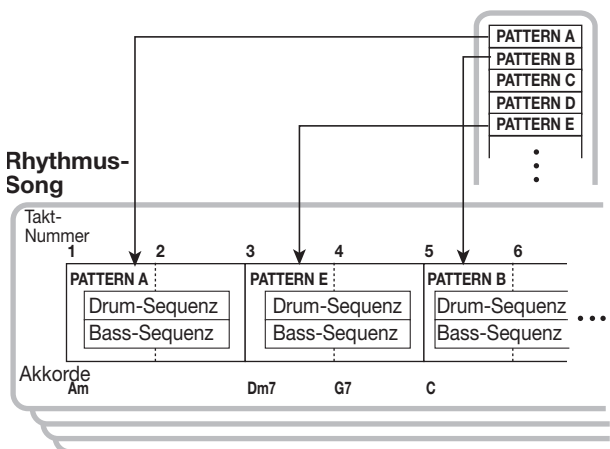 PATTERN A
PATTERN B
PATTERN C
PATTERN D
PATTERN E
Rhythmus-
Song
Takt-
Nummer
1 2 3 4 5 6
PATTERN A PATTERN E PATTERN B
Drum-Sequenz Drum-Sequenz Drum-Sequenz
Bass-Sequenz Bass-Sequenz Bass-Sequenz
Akkorde
Am Dm7 G7 C